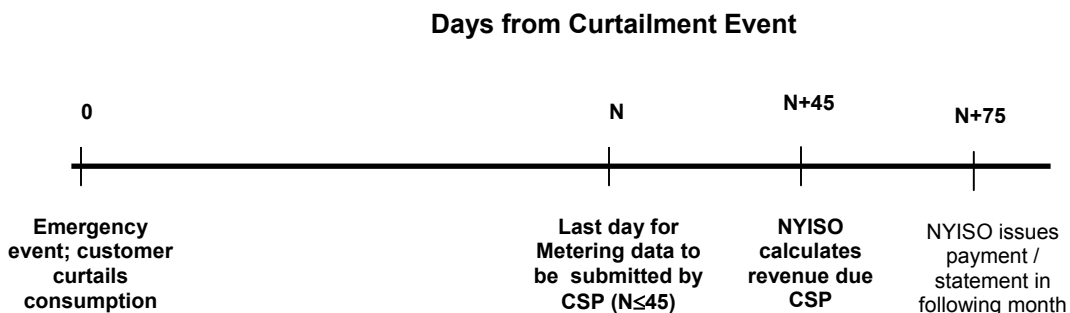 Days from Curtailment Event
0
N
N+45
N+75
Emergency
event; customer
curtails
consumption
Last day for
Metering data to
be submitted by
CSP (N≤45)
NYISO
calculates
revenue due
CSP
NYISO issues
payment /
statement in
following month